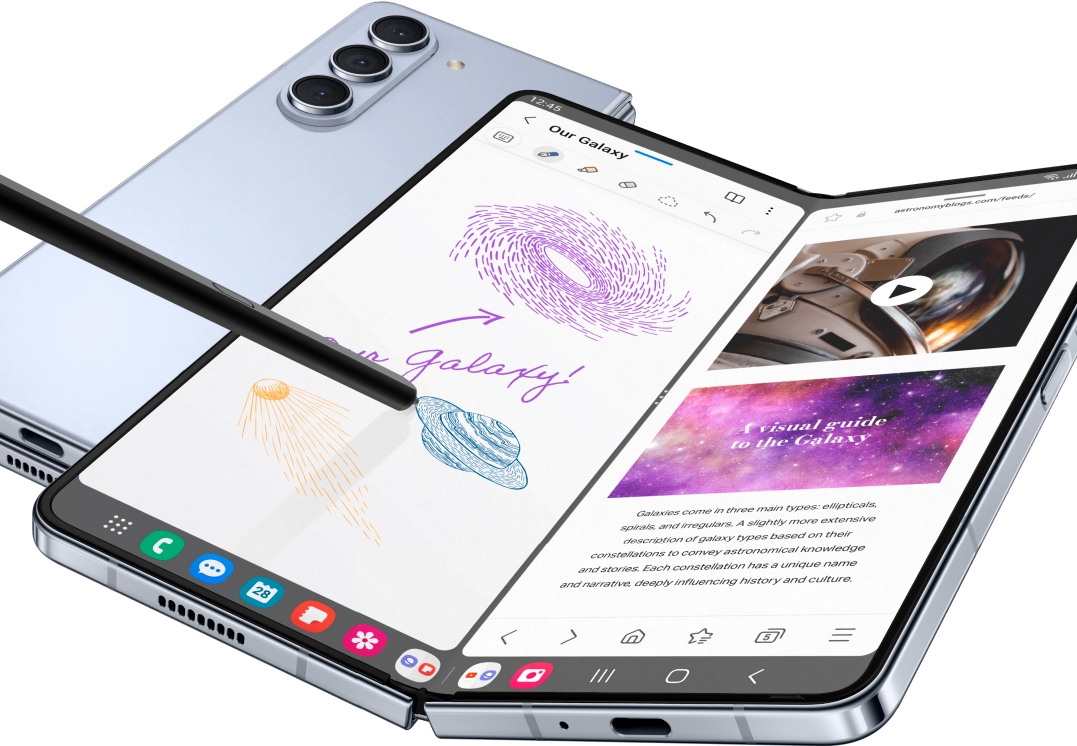 12:45
Our Galaxy
Our Galaxy!
28
astronomyblogs.com/feeds/
A visual guide
to the Galaxy
Galaxies come in three main types: ellipticals,
spirals, and irregulars. A slightly more extensive
description of galaxy types based on their
constellations to convey astronomical knowledge
and stories. Each constellation has a unique name
and narrative, deeply influencing history and culture.
5